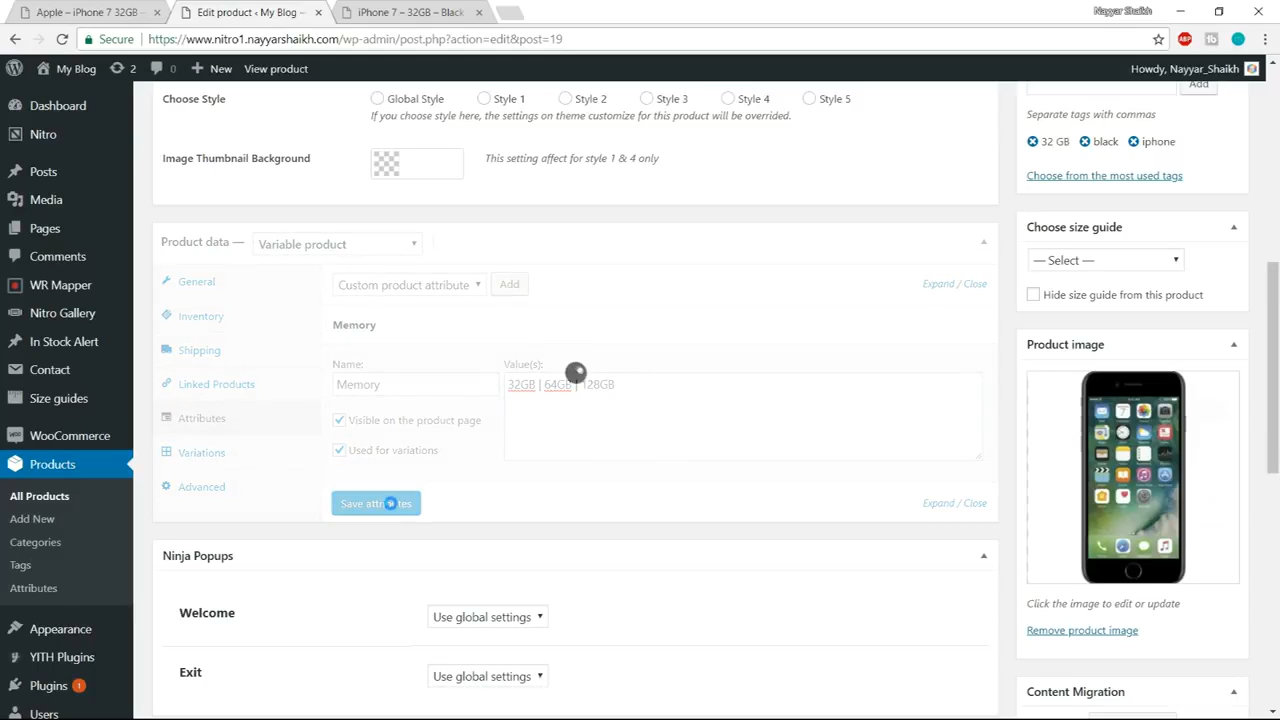 Apple – iPhone 7 32GB –
Edit product ‹ My Blog —
iPhone 7 – 32GB – Black
Nayyar Shaikh
Secure
https://www.nitro1.nayyarshaikh.com/wp-admin/post.php?action=edit&post=19
ABP
My Blog
2
0
New
View product
Howdy, Nayyar_Shaikh
Dashboard
Nitro
Posts
Media
Pages
Comments
WR Mapper
Nitro Gallery
In Stock Alert
Contact
Size guides
WooCommerce
Products
All Products
Add New
Categories
Tags
Attributes
Appearance
YITH Plugins
Plugins 1
Users
Choose Style
Global Style
Style 1
Style 2
Style 3
Style 4
Style 5
If you choose style here, the settings on theme customize for this product will be overrided.
Image Thumbnail Background
This setting affect for style 1 & 4 only
Product data —
Variable product
General
Inventory
Shipping
Linked Products
Attributes
Variations
Advanced
Custom product attribute
Add
Expand / Close
Memory
Name:
Value(s):
Memory
32GB | 64GB | 128GB
Visible on the product page
Used for variations
Save attributes
Expand / Close
Ninja Popups
Welcome
Use global settings
Exit
Use global settings
Add
Separate tags with commas
32 GB
black
iphone
Choose from the most used tags
Choose size guide
— Select —
Hide size guide from this product
Product image
Click the image to edit or update
Remove product image
Content Migration